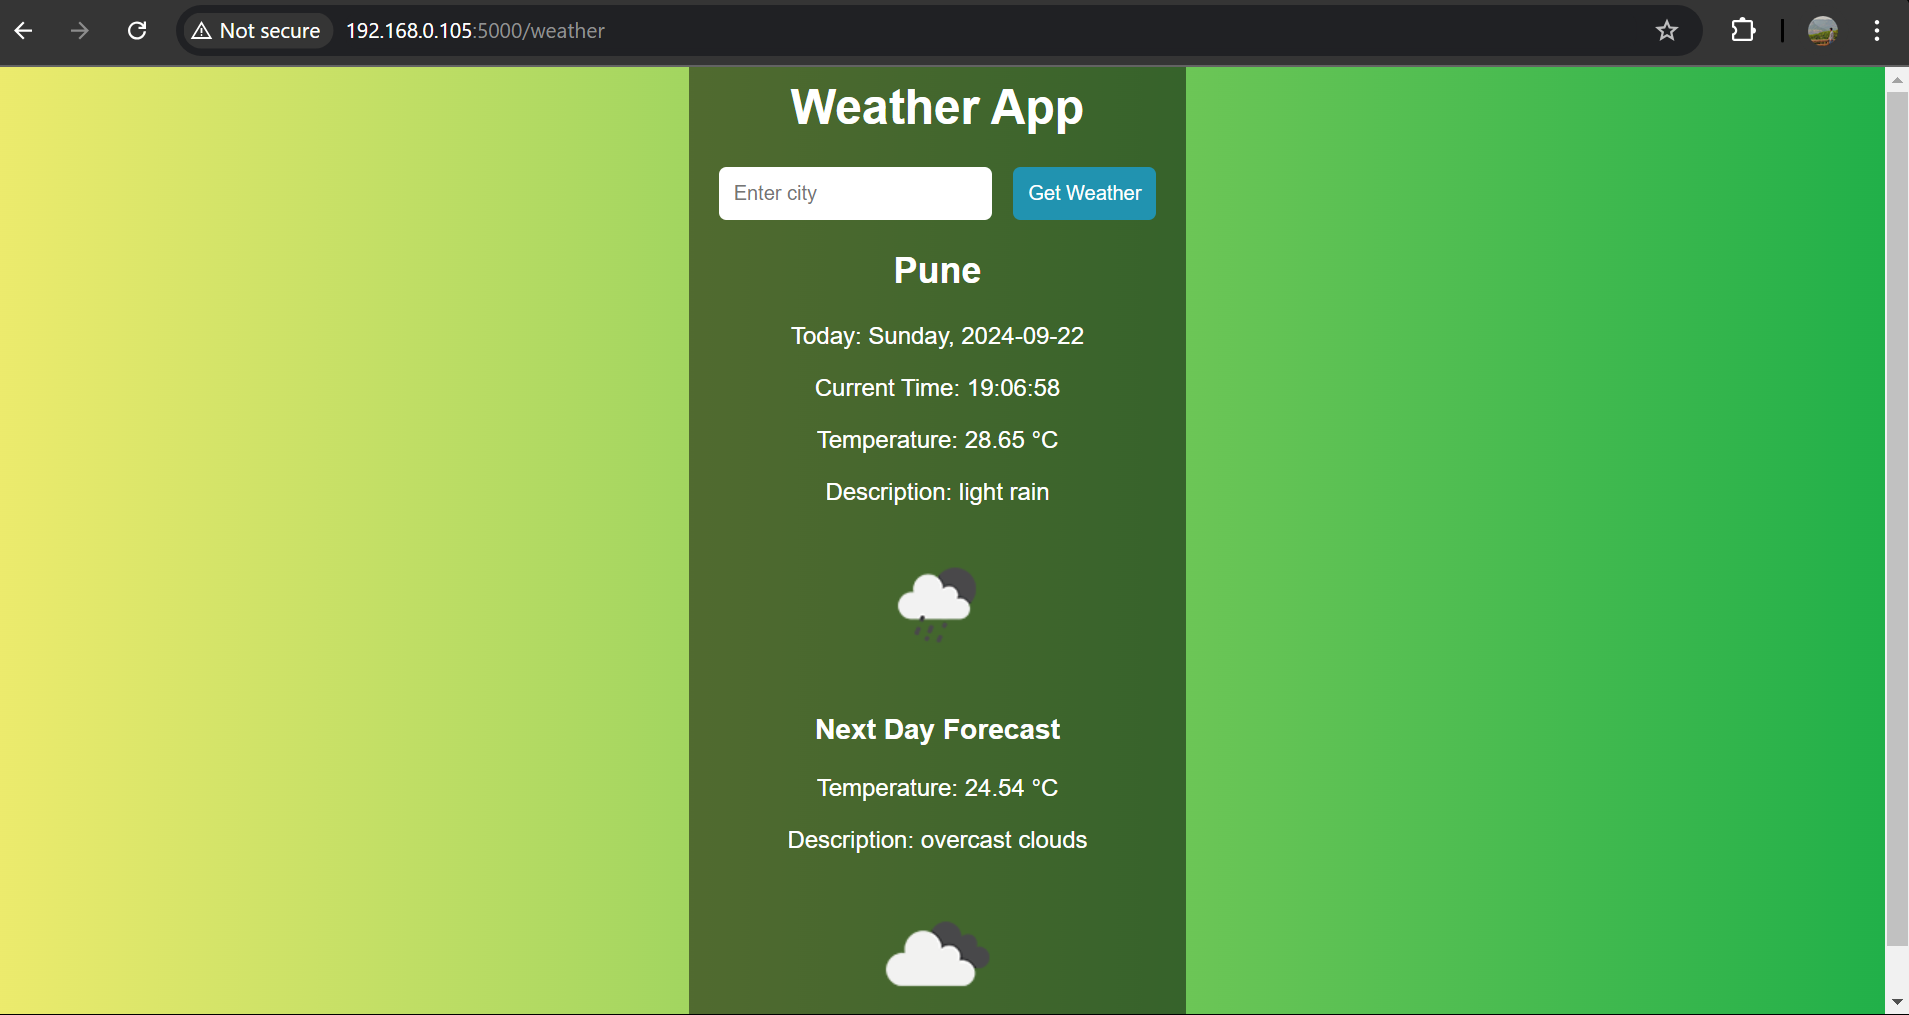 Not secure 192.168.0.105:5000/weather
Weather App
Enter city Get Weather
Pune
Today: Sunday, 2024-09-22
Current Time: 19:06:58
Temperature: 28.65 °C
Description: light rain
Next Day Forecast
Temperature: 24.54 °C
Description: overcast clouds